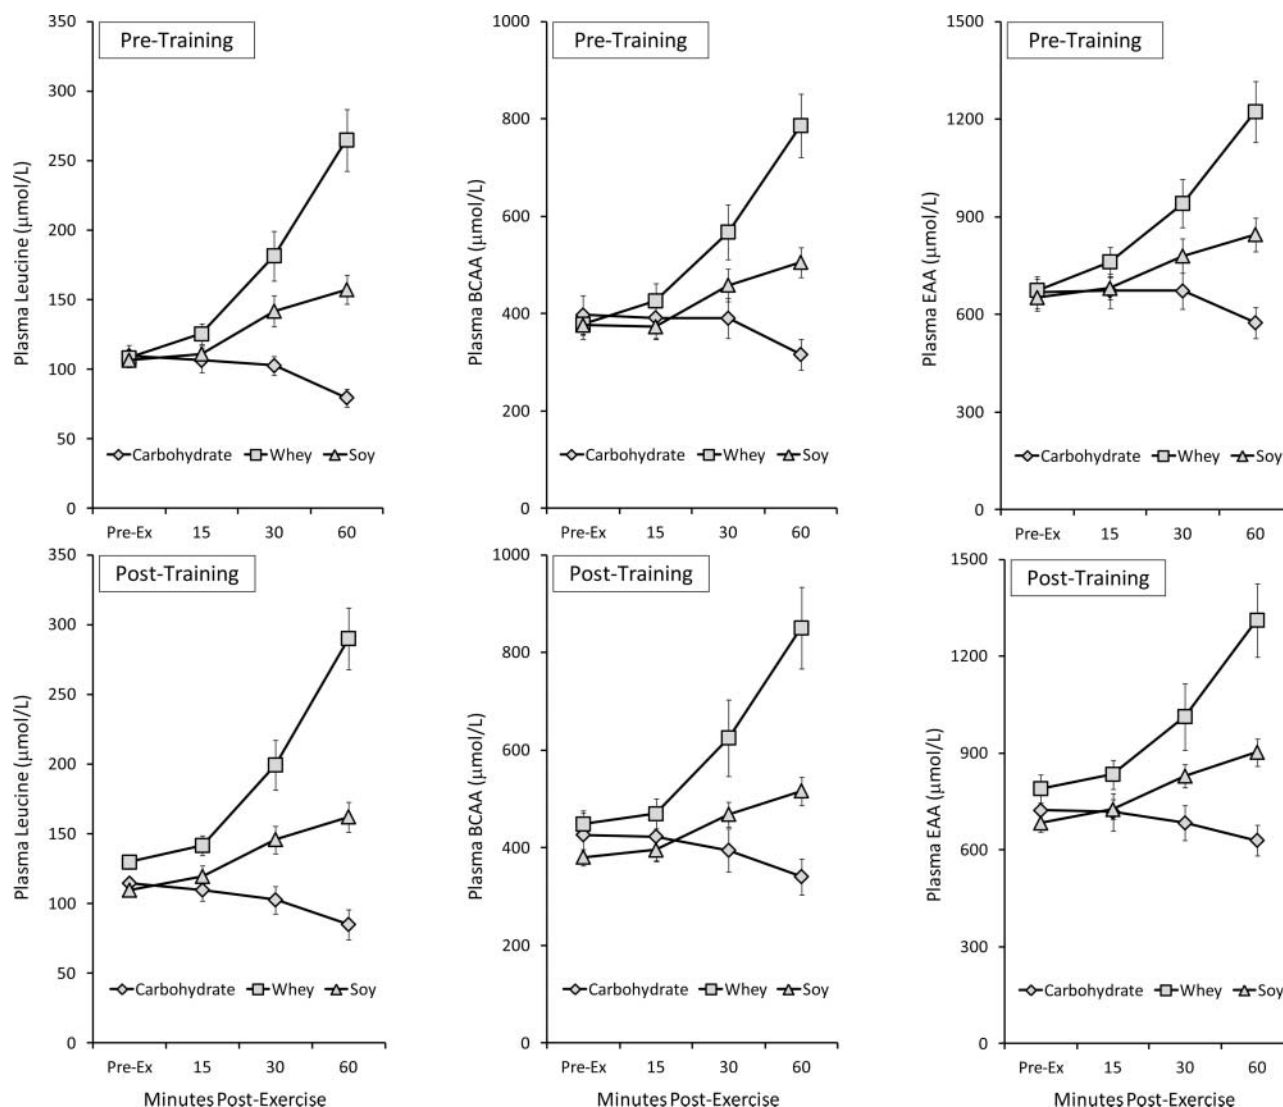 350
300
250
200
150
100
50
0
Plasma Leucine (µmol/L)
Pre-Training
Carbohydrate Whey Soy
Pre-Ex 15 30 60
1000
800
600
400
200
0
Plasma BCAA (µmol/L)
Pre-Training
Carbohydrate Whey Soy
Pre-Ex 15 30 60
1500
1200
900
600
300
0
Plasma EAA (µmol/L)
Pre-Training
Carbohydrate Whey Soy
Pre-Ex 15 30 60
350
300
250
200
150
100
50
0
Plasma Leucine (µmol/L)
Post-Training
Carbohydrate Whey Soy
Pre-Ex 15 30 60
Minutes Post-Exercise
1000
800
600
400
200
0
Plasma BCAA (µmol/L)
Post-Training
Carbohydrate Whey Soy
Pre-Ex 15 30 60
Minutes Post-Exercise
1500
1200
900
600
300
0
Plasma EAA (µmol/L)
Post-Training
Carbohydrate Whey Soy
Pre-Ex 15 30 60
Minutes Post-Exercise